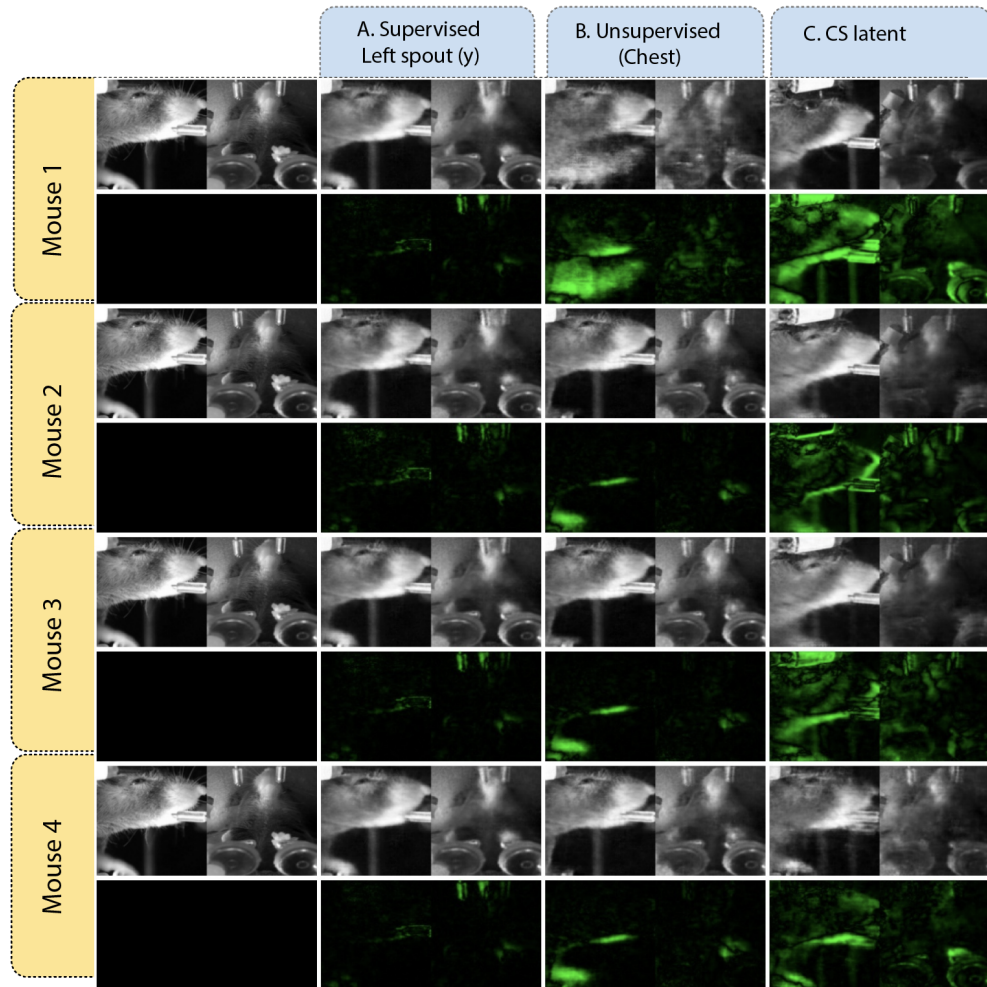 A. Supervised
Left spout (y)
B. Unsupervised
(Chest)
C. CS latent
Mouse 1
Mouse 2
Mouse 3
Mouse 4